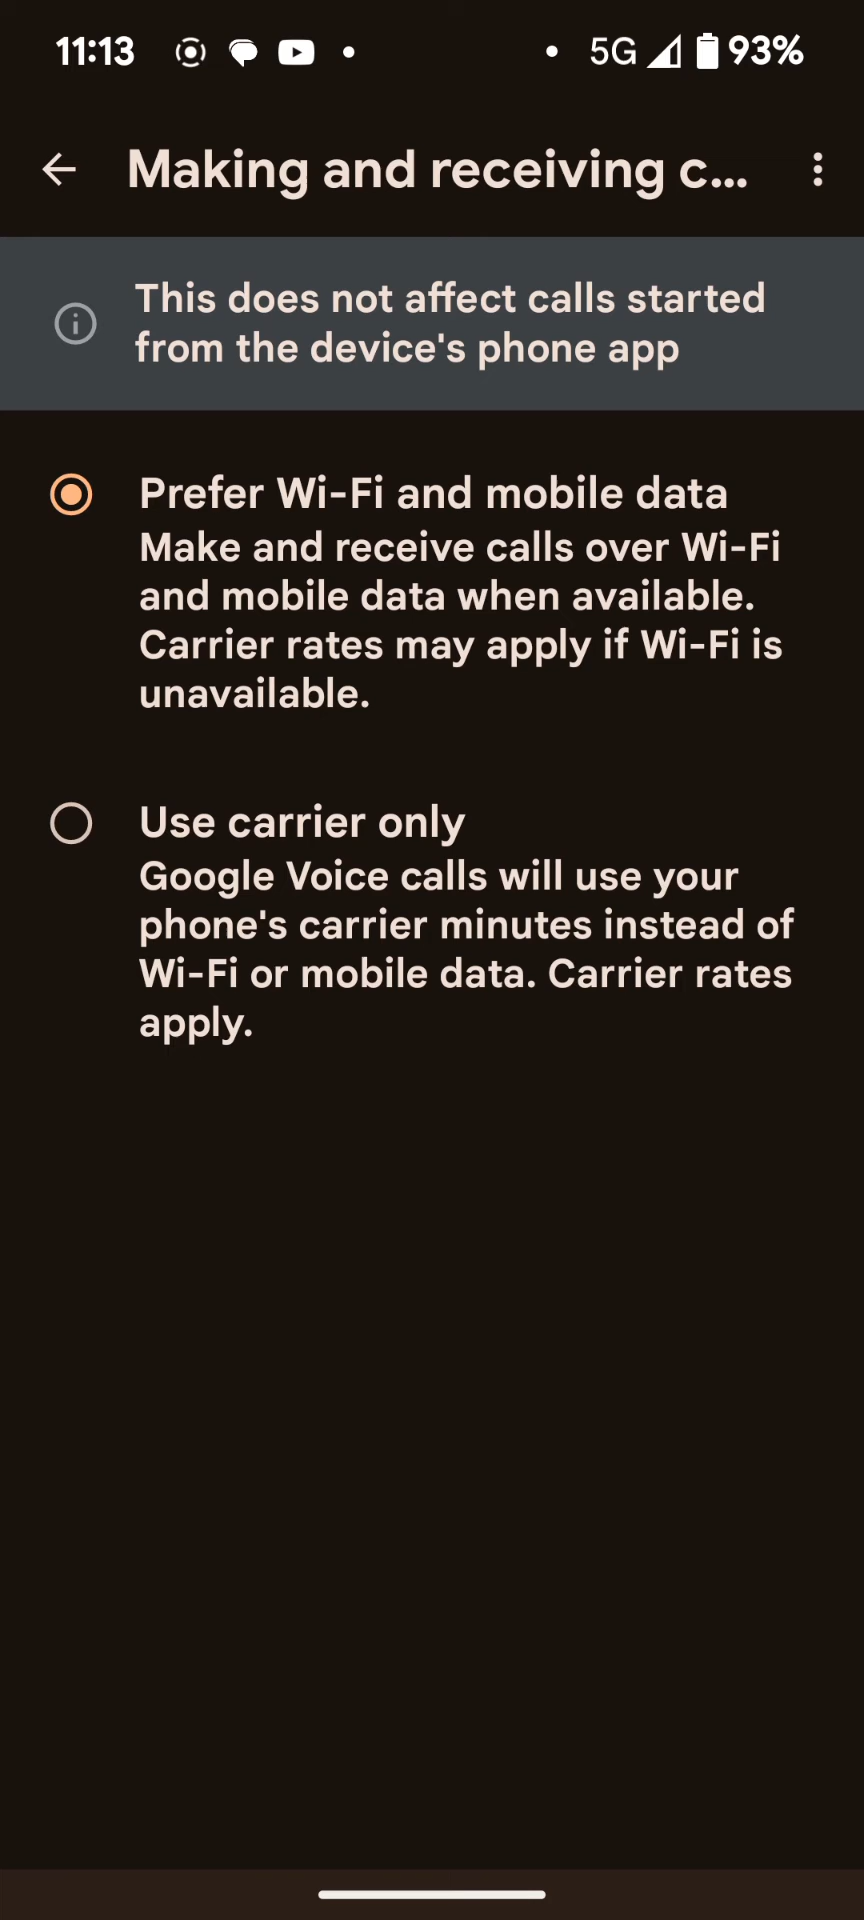 11:13
5G 93%
Making and receiving c...
This does not affect calls started
from the device's phone app
Prefer Wi-Fi and mobile data
Make and receive calls over Wi-Fi
and mobile data when available.
Carrier rates may apply if Wi-Fi is
unavailable.
Use carrier only
Google Voice calls will use your
phone's carrier minutes instead of
Wi-Fi or mobile data. Carrier rates
apply.